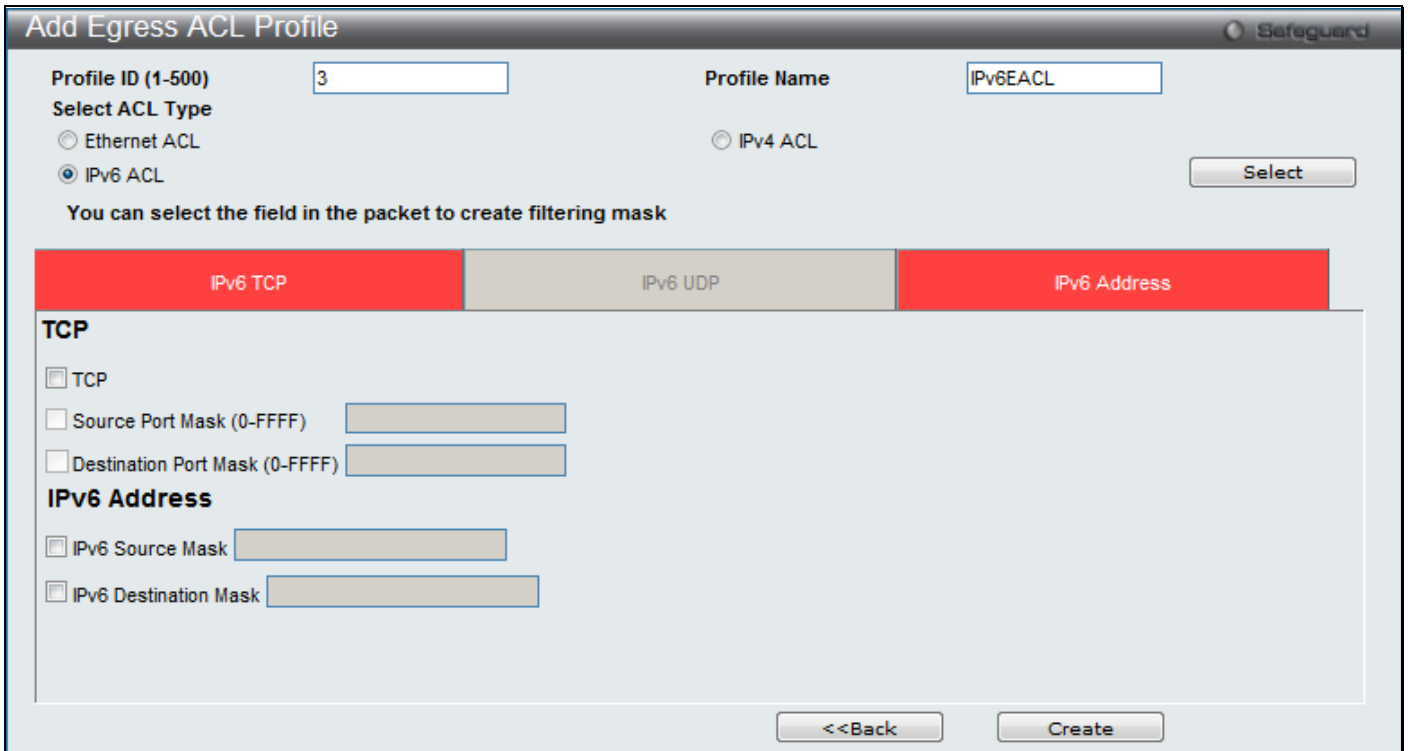 Add Egress ACL Profile
Safeguard
Profile ID (1-500) 3 Profile Name IPv6EACL
Select ACL Type
Ethernet ACL IPv4 ACL
IPv6 ACL
Select
You can select the field in the packet to create filtering mask
IPv6 TCP IPv6 UDP IPv6 Address
TCP
TCP
Source Port Mask (0-FFFF)
Destination Port Mask (0-FFFF)
IPv6 Address
IPv6 Source Mask
IPv6 Destination Mask
<<Back Create